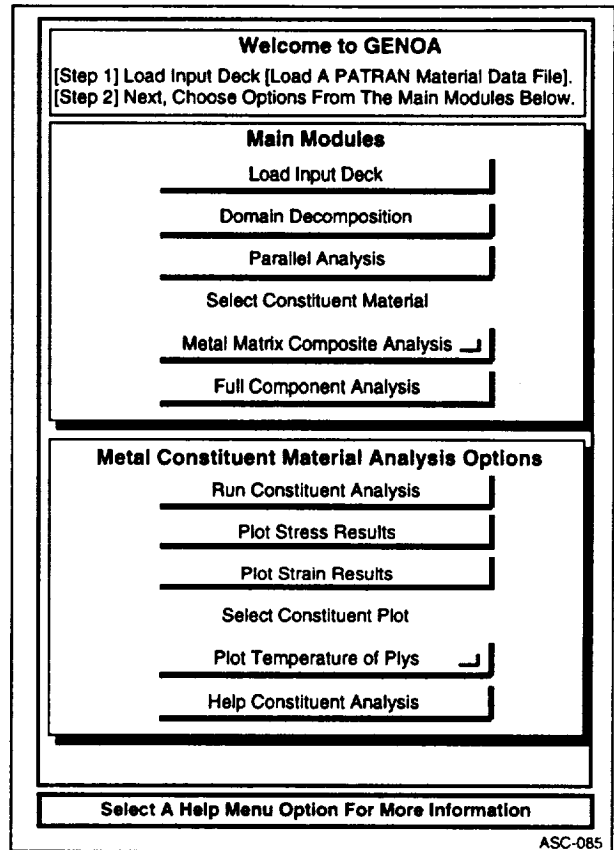 Welcome to GENOA
[Step 1] Load Input Deck [Load A PATRAN Material Data File].
[Step 2] Next, Choose Options From The Main Modules Below.
Main Modules
Load Input Deck
Domain Decomposition
Parallel Analysis
Select Constituent Material
Metal Matrix Composite Analysis
Full Component Analysis
Metal Constituent Material Analysis Options
Run Constituent Analysis
Plot Stress Results
Plot Strain Results
Select Constituent Plot
Plot Temperature of Plys
Help Constituent Analysis
Select A Help Menu Option For More Information
ASC-085